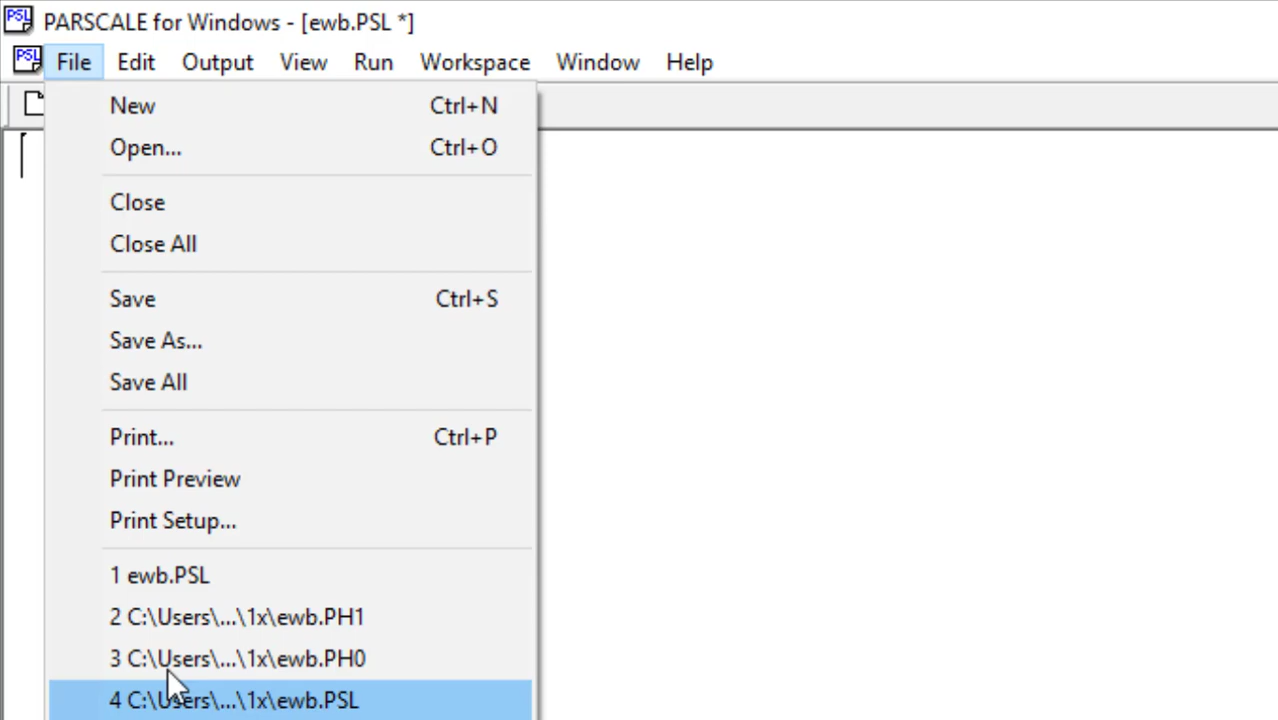 PSL PARSCALE for Windows - [ewb.PSL *]
PSL File Edit Output View Run Workspace Window Help
New Ctrl+N
Open... Ctrl+O
Close
Close All
Save Ctrl+S
Save As...
Save All
Print... Ctrl+P
Print Preview
Print Setup...
1 ewb.PSL
2 C:\Users\...\1x\ewb.PH1
3 C:\Users\...\1x\ewb.PH0
4 C:\Users\...\1x\ewb.PSL